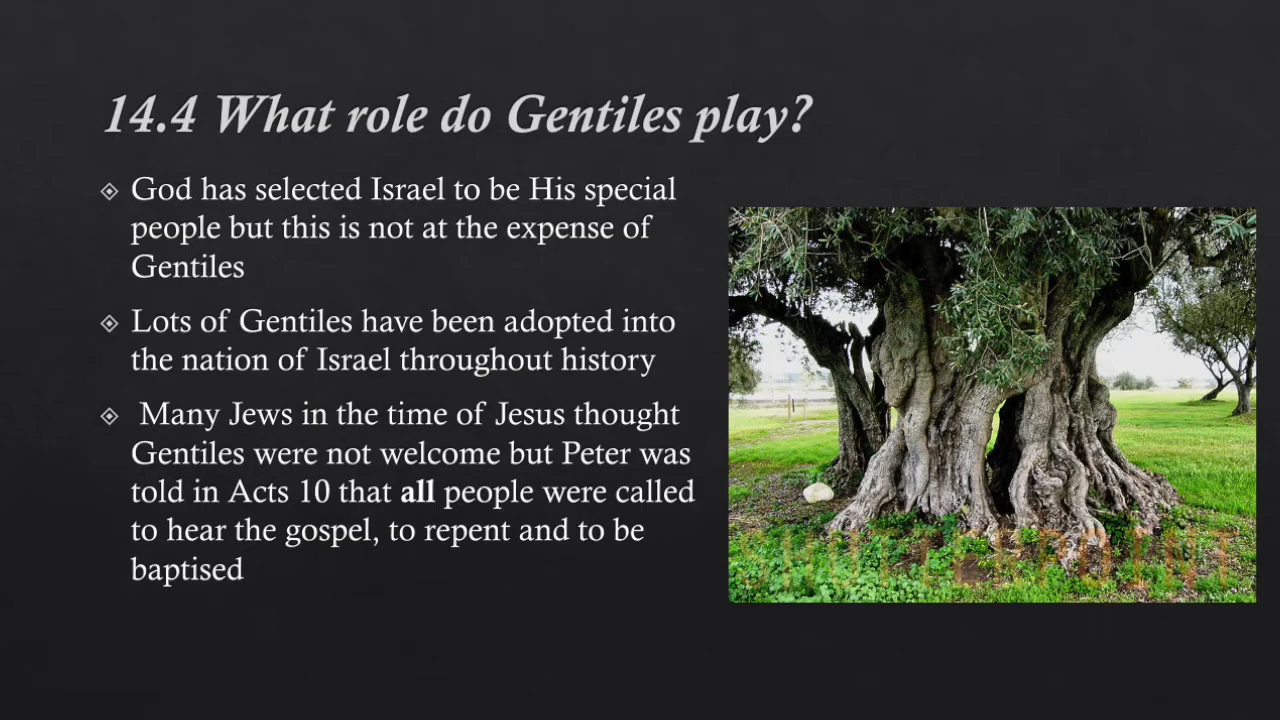 14.4 What role do Gentiles play?
God has selected Israel to be His special
people but this is not at the expense of
Gentiles
Lots of Gentiles have been adopted into
the nation of Israel throughout history
Many Jews in the time of Jesus thought
Gentiles were not welcome but Peter was
told in Acts 10 that all people were called
to hear the gospel, to repent and to be
baptised